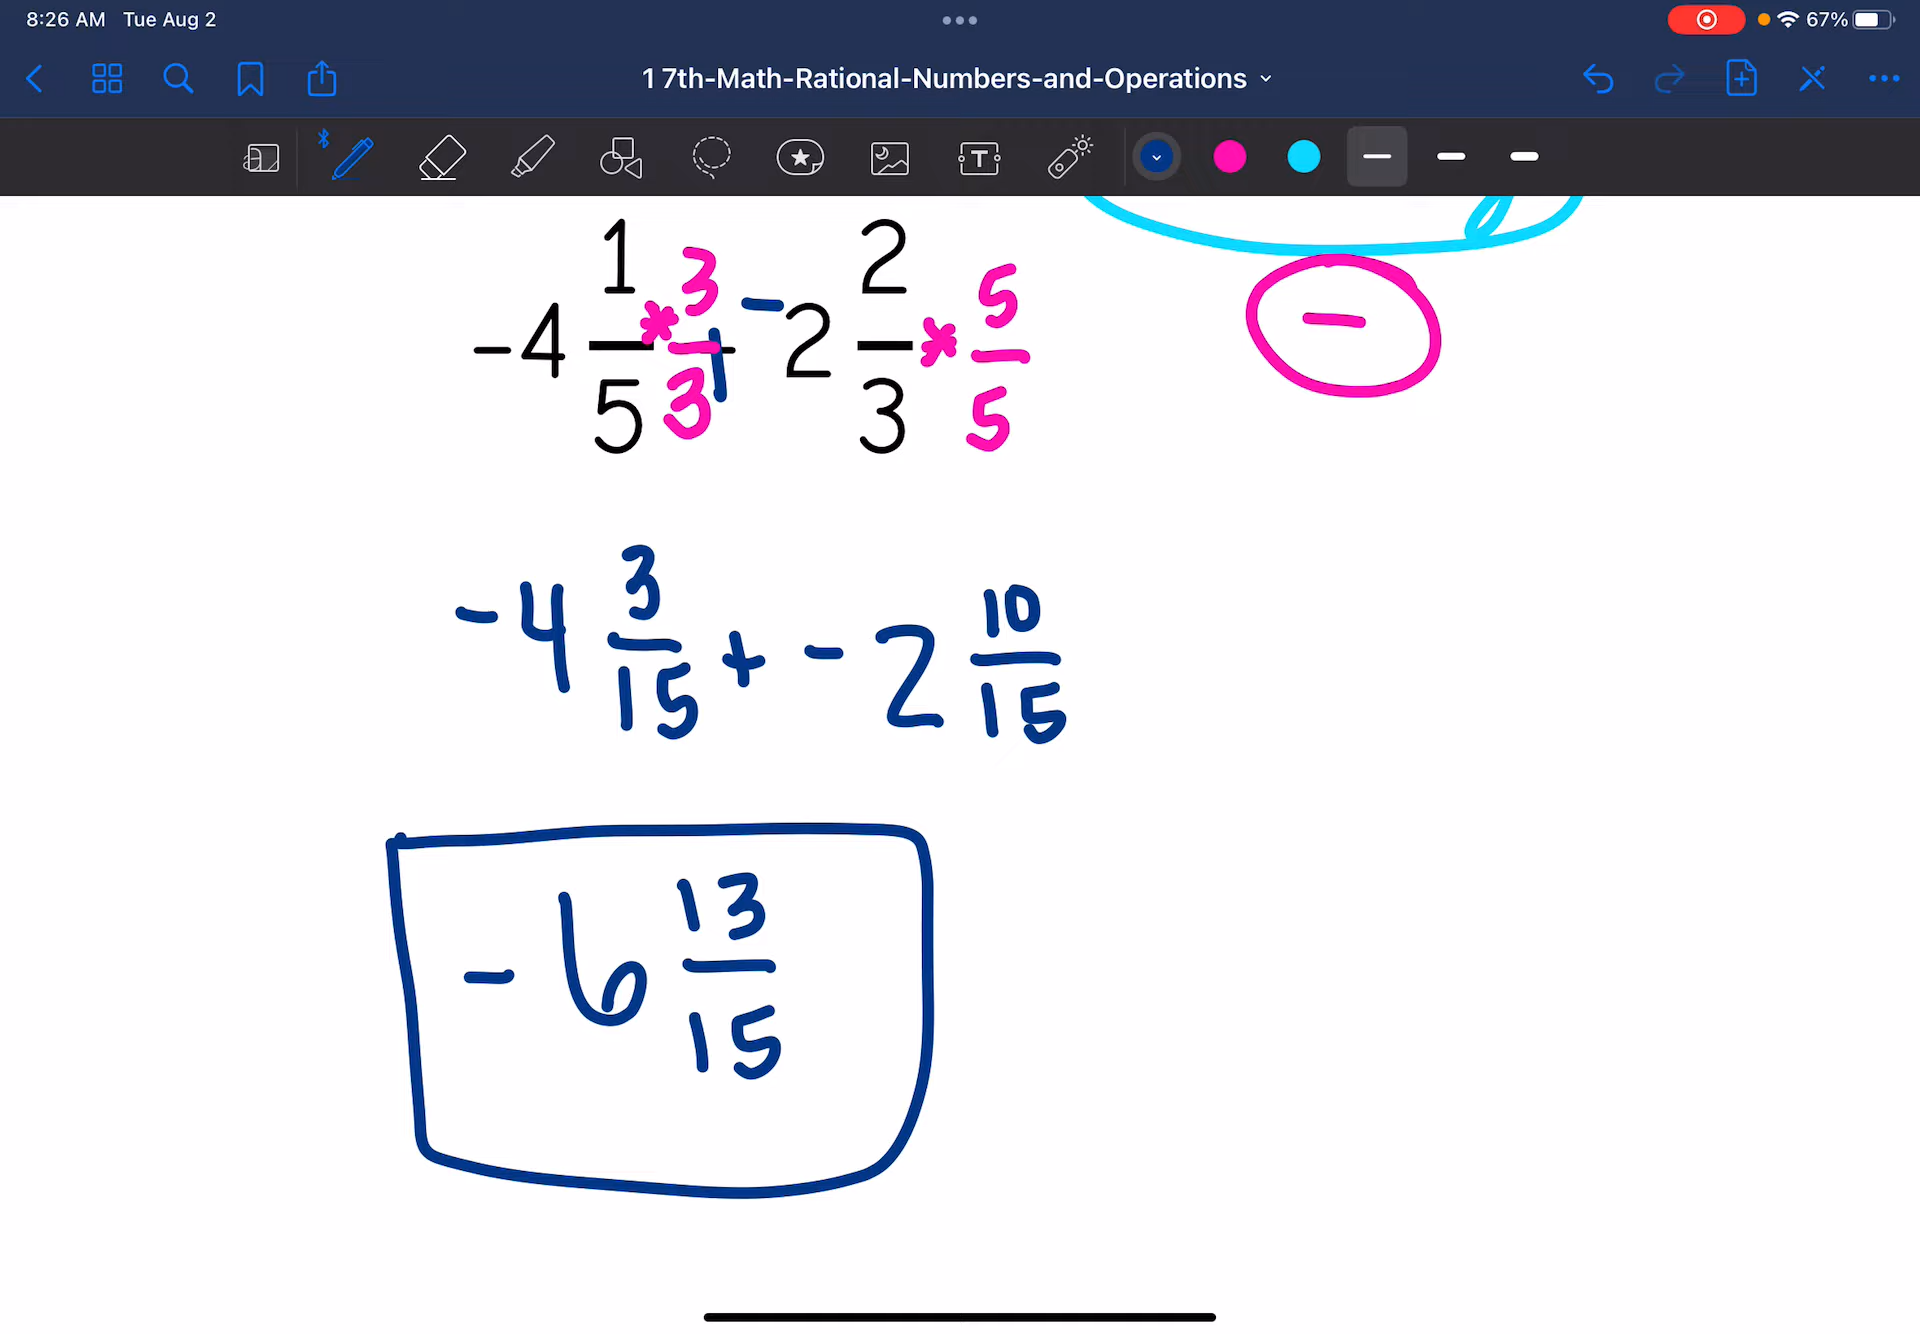 8:26 AM Tue Aug 2
67%
1 7th-Math-Rational-Numbers-and-Operations
T
-4 1/5 * 3/3 + -2 2/3 * 5/5
-
-4 3/15 + -2 10/15
-6 13/15